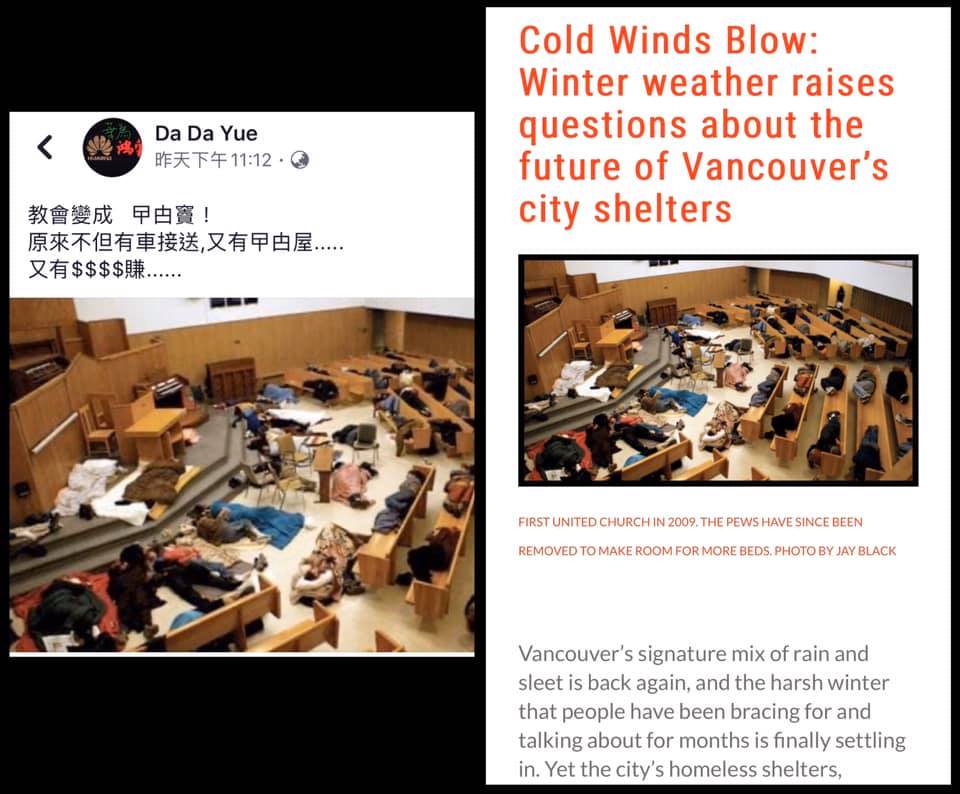 Da Da Yue
昨天下午11:12 ·
教會變成 罕甴竇！
原來不但有車接送,又有罕甴屋.....
又有$$$$賺......
Cold Winds Blow:
Winter weather raises
questions about the
future of Vancouver’s
city shelters
FIRST UNITED CHURCH IN 2009. THE PEWS HAVE SINCE BEEN
REMOVED TO MAKE ROOM FOR MORE BEDS. PHOTO BY JAY BLACK
Vancouver’s signature mix of rain and
sleet is back again, and the harsh winter
that people have been bracing for and
talking about for months is finally settling
in. Yet the city’s homeless shelters,